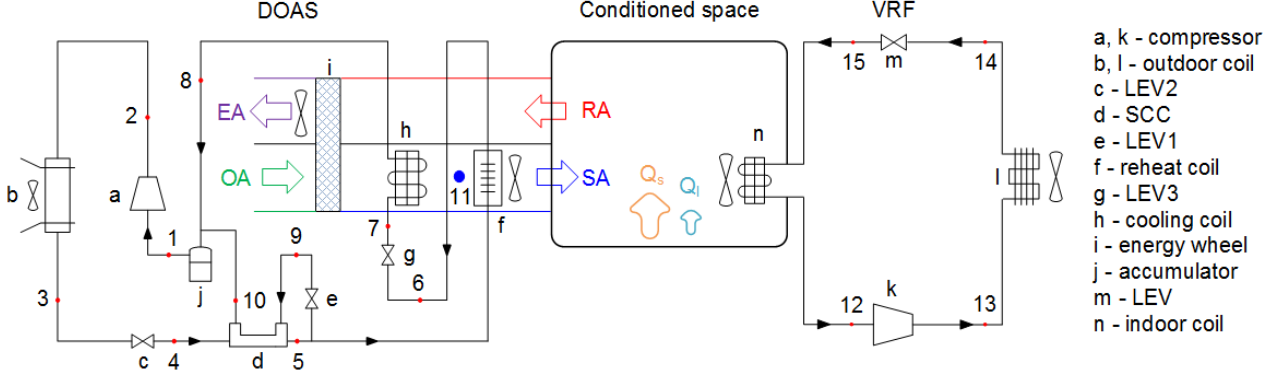 DOAS
Conditioned space
VRF
8
i
15
m
14
2
EA
RA
h
n
b
a
OA
11
SA
Qs
Ql
l
f
1
7
9
g
j
3
10
e
6
12
k
13
4
5
c
d
a, k - compressor
b, l - outdoor coil
c - LEV2
d - SCC
e - LEV1
f - reheat coil
g - LEV3
h - cooling coil
i - energy wheel
j - accumulator
m - LEV
n - indoor coil